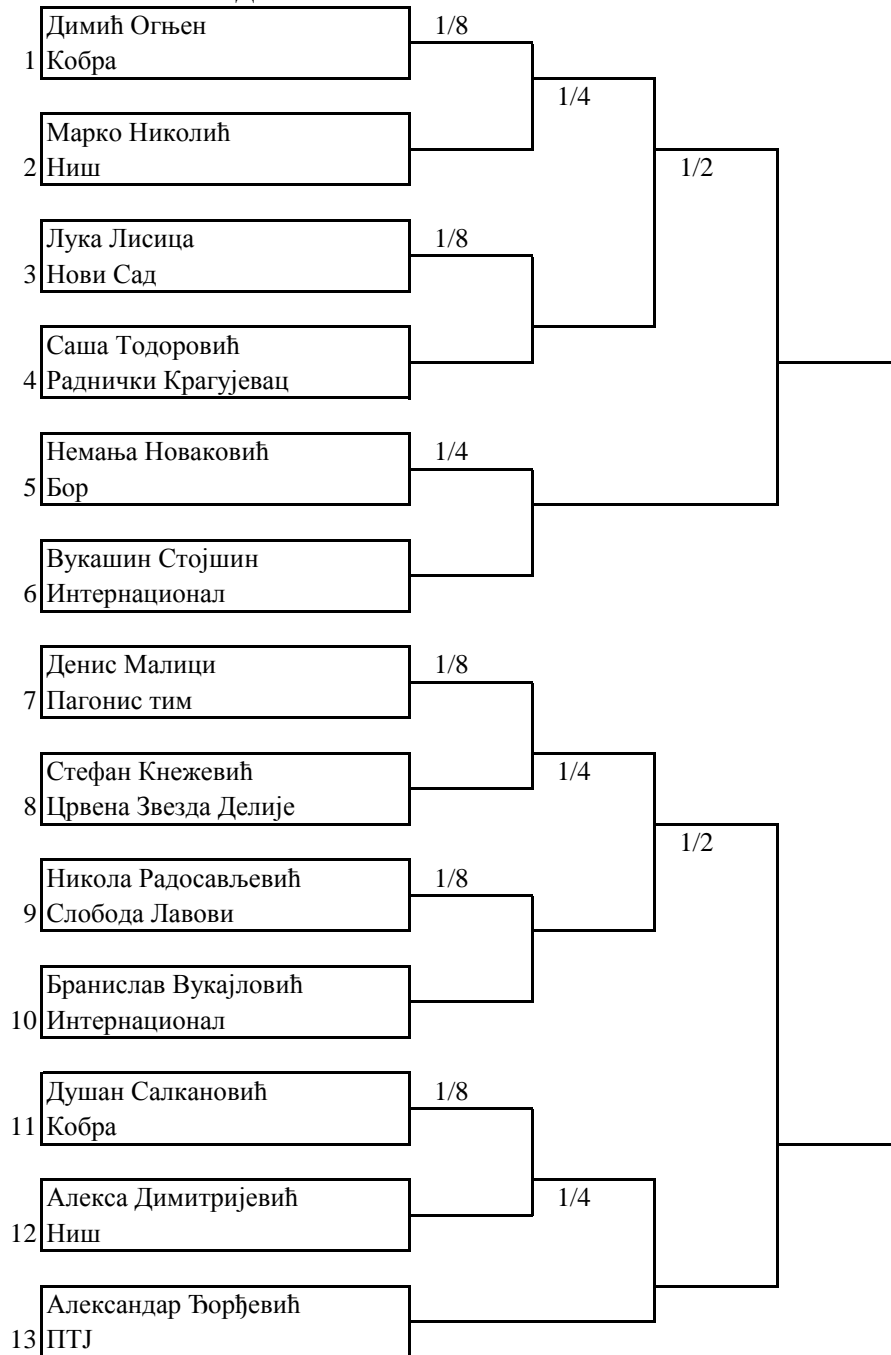 Димић Огњен
1/8
1 Кобра
1/4
Марко Николић
2 Ниш
1/2
Лука Лисица
1/8
3 Нови Сад
Саша Тодоровић
4 Раднички Крагујевац
Немања Новаковић
1/4
5 Бор
Вукашин Стојшин
6 Интернационал
Денис Малици
1/8
7 Пагонис тим
Стефан Кнежевић
1/4
8 Црвена Звезда Делије
1/2
Никола Радосављевић
1/8
9 Слобода Лавови
Бранислав Вукајловић
10 Интернационал
Душан Салкановић
1/8
11 Кобра
Алекса Димитријевић
1/4
12 Ниш
Александар Ђорђевић
13 ПТЈ